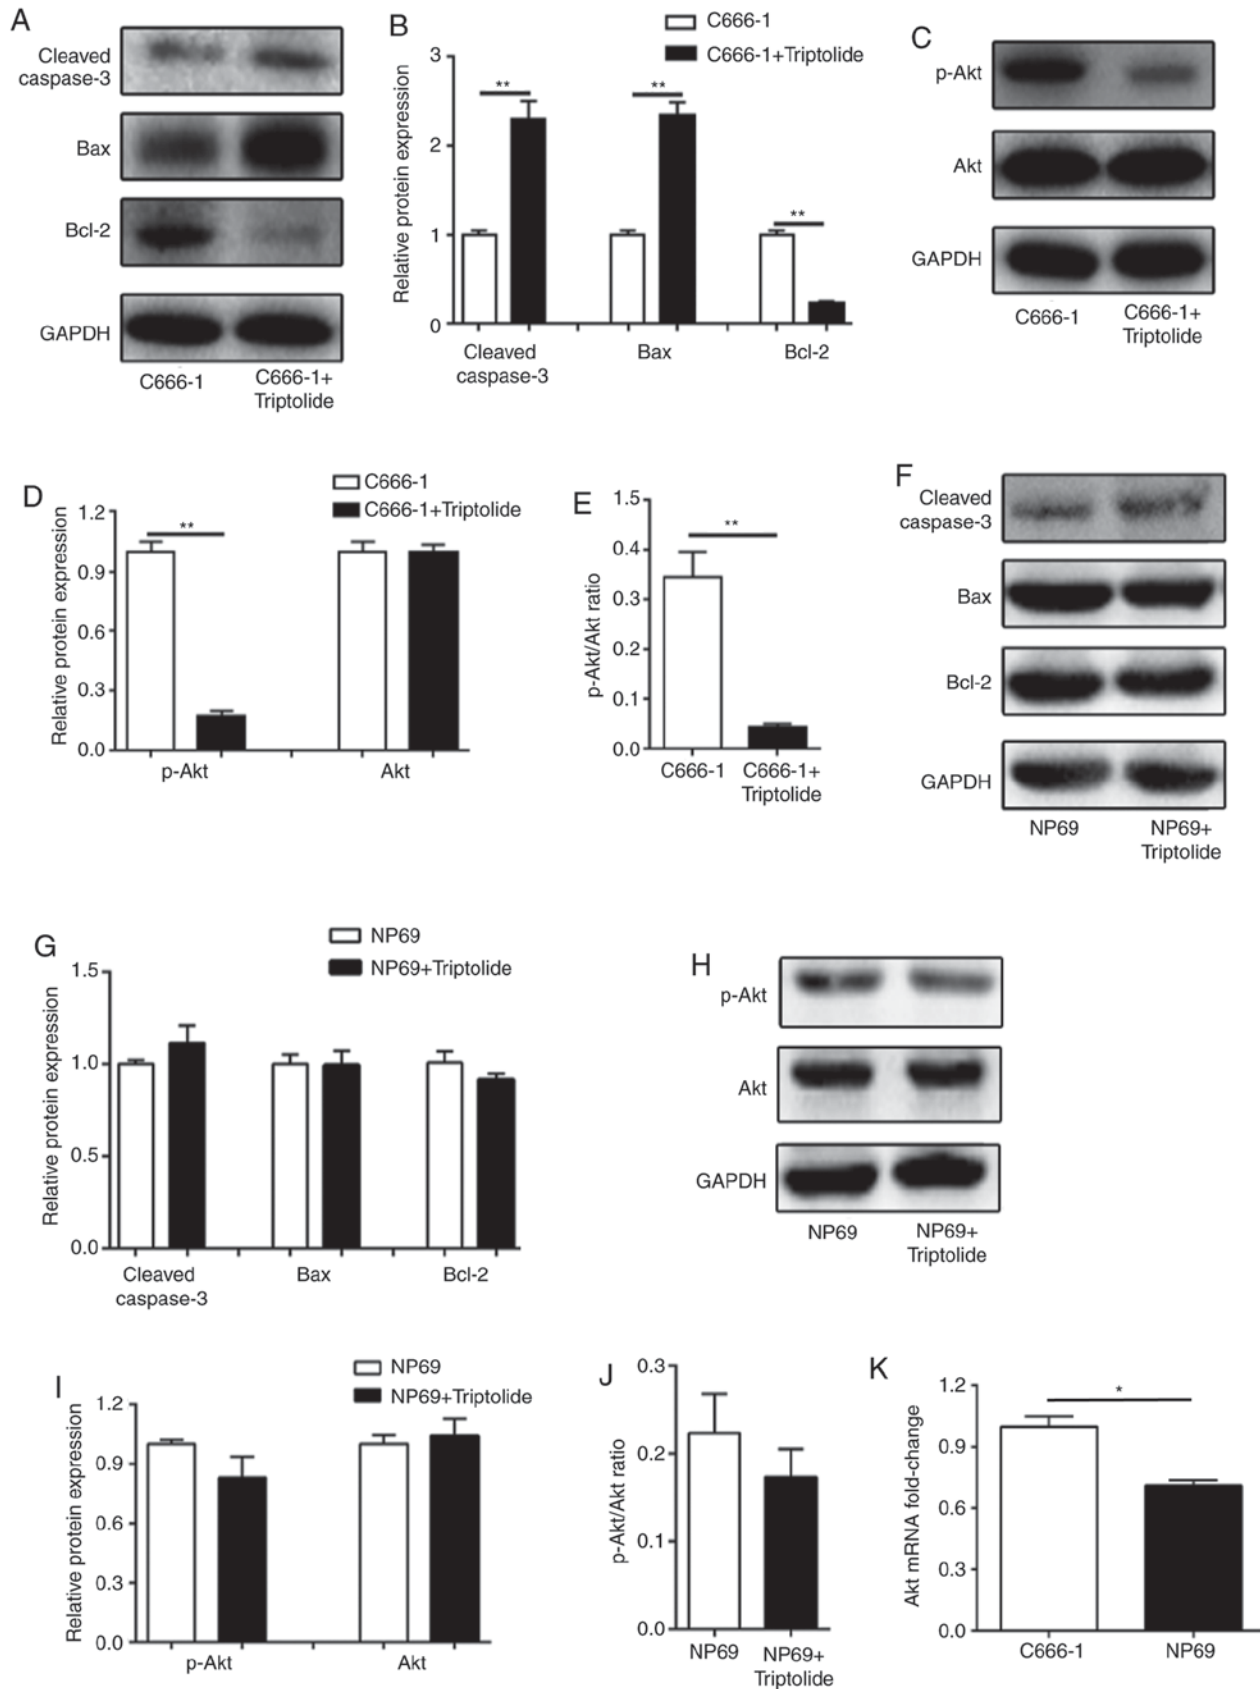 A
Cleaved
caspase-3
Bax
Bcl-2
GAPDH
C666-1
C666-1+
Triptolide
B
C666-1
C666-1+Triptolide
Relative protein expression
3
2
1
0
**
**
**
Cleaved
caspase-3
Bax
Bcl-2
C
p-Akt
Akt
GAPDH
C666-1
C666-1+
Triptolide
D
C666-1
C666-1+Triptolide
Relative protein expression
1.2
0.9
0.6
0.3
0.0
**
p-Akt
Akt
E
p-Akt/Akt ratio
1.5
0.4
0.3
0.2
0.1
0.0
**
C666-1
C666-1+
Triptolide
F
Cleaved
caspase-3
Bax
Bcl-2
GAPDH
NP69
NP69+
Triptolide
G
NP69
NP69+Triptolide
Relative protein expression
1.5
1.0
0.5
0.0
Cleaved
caspase-3
Bax
Bcl-2
H
p-Akt
Akt
GAPDH
NP69
NP69+
Triptolide
I
NP69
NP69+Triptolide
Relative protein expression
1.2
0.9
0.6
0.3
0.0
p-Akt
Akt
J
p-Akt/Akt ratio
0.3
0.2
0.1
0.0
NP69
NP69+
Triptolide
K
Akt mRNA fold-change
1.2
0.9
0.6
0.3
0.0
*
C666-1
NP69